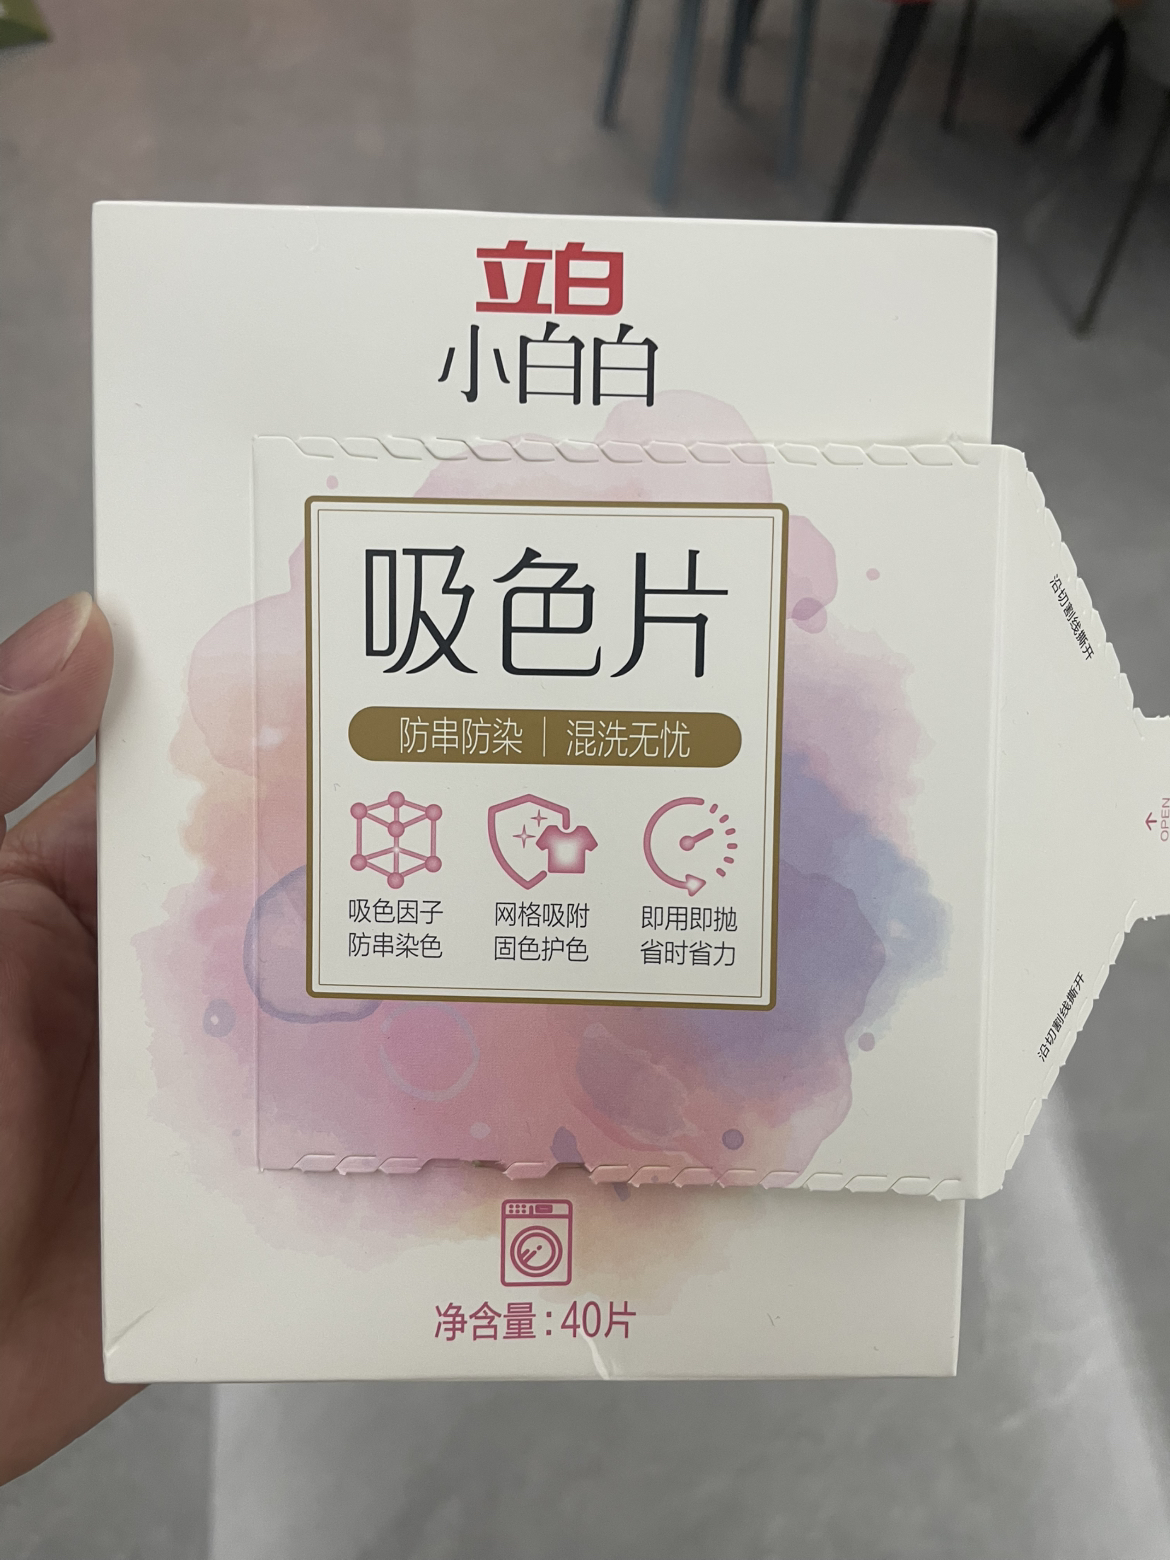 立白
小白白
吸色片
防串防染｜混洗无忧
吸色因子
防串染色
网格吸附
固色护色
即用即抛
省时省力
沿切割线撕开
OPEN
沿切割线撕开
净含量：40片